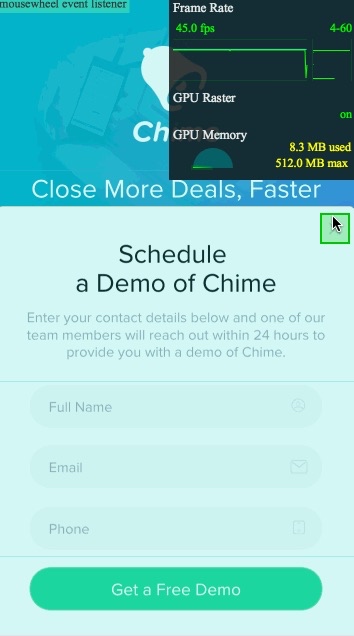 mousewheel event listener
Frame Rate
45.0 fps
4-60
GPU Raster
on
GPU Memory
8.3 MB used
512.0 MB max
Close More Deals, Faster
Schedule
a Demo of Chime
Enter your contact details below and one of our
team members will reach out within 24 hours to
provide you with a demo of Chime.
Full Name
Email
Phone
Get a Free Demo